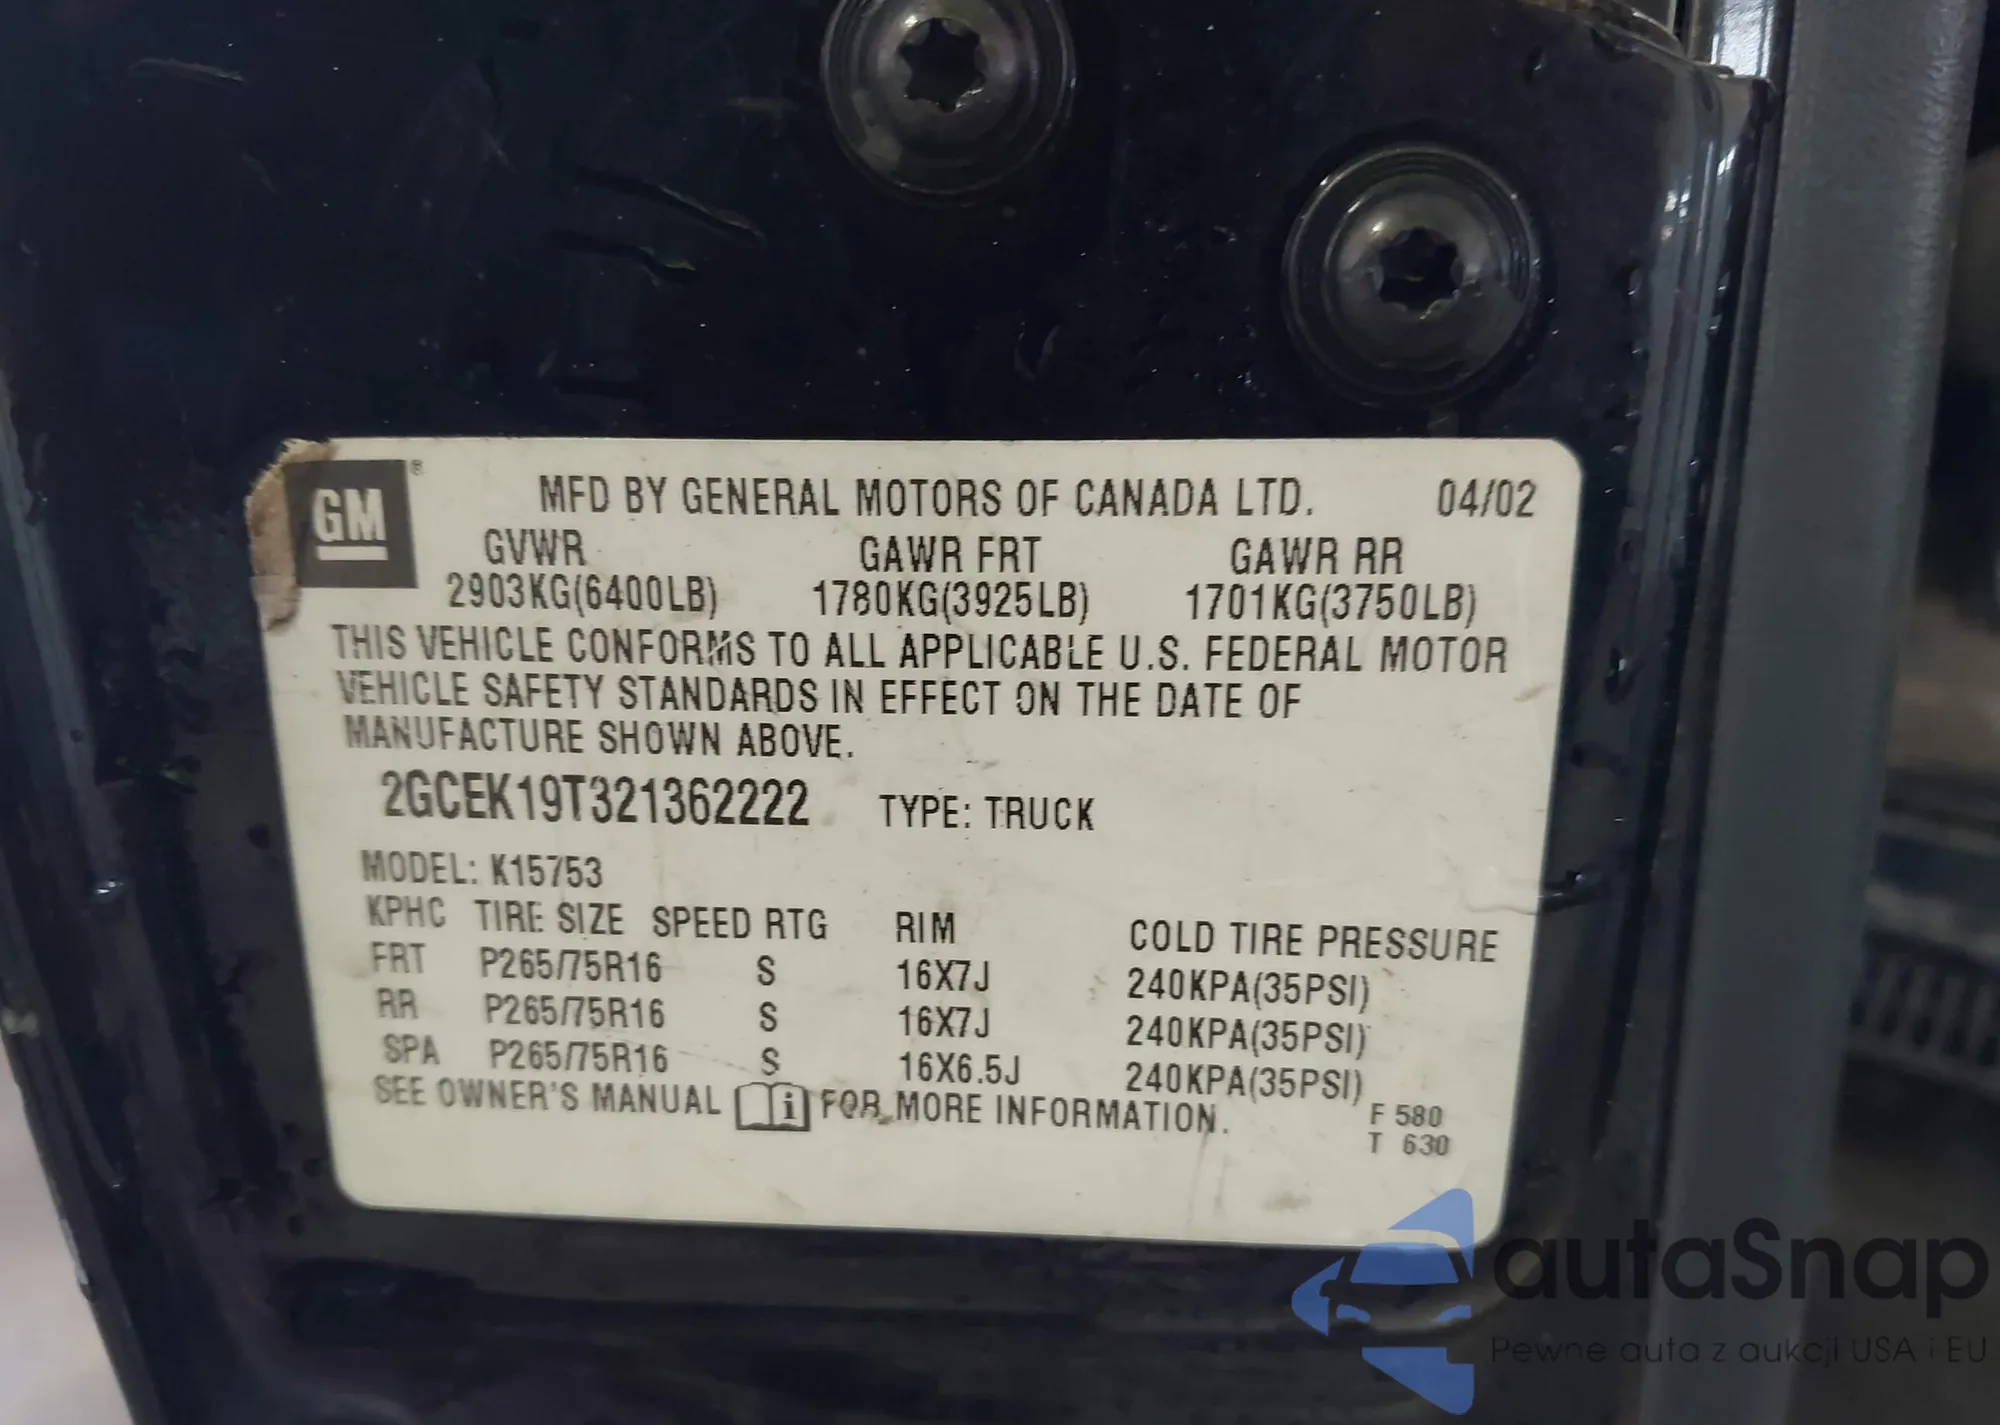 GM ®
MFD BY GENERAL MOTORS OF CANADA LTD. 04/02
GVWR GAWR FRT GAWR RR
2903KG(6400LB) 1780KG(3925LB) 1701KG(3750LB)
THIS VEHICLE CONFORMS TO ALL APPLICABLE U.S. FEDERAL MOTOR
VEHICLE SAFETY STANDARDS IN EFFECT ON THE DATE OF
MANUFACTURE SHOWN ABOVE.
2GCEK19T321362222 TYPE: TRUCK
MODEL: K15753
KPHC TIRE SIZE SPEED RTG RIM COLD TIRE PRESSURE
FRT P265/75R16 S 16X7J 240KPA(35PSI)
RR P265/75R16 S 16X7J 240KPA(35PSI)
SPA P265/75R16 S 16X6.5J 240KPA(35PSI)
SEE OWNER'S MANUAL i FOR MORE INFORMATION.
F 580
T 630
autaSnap
Pewne auta z aukcji USA i EU